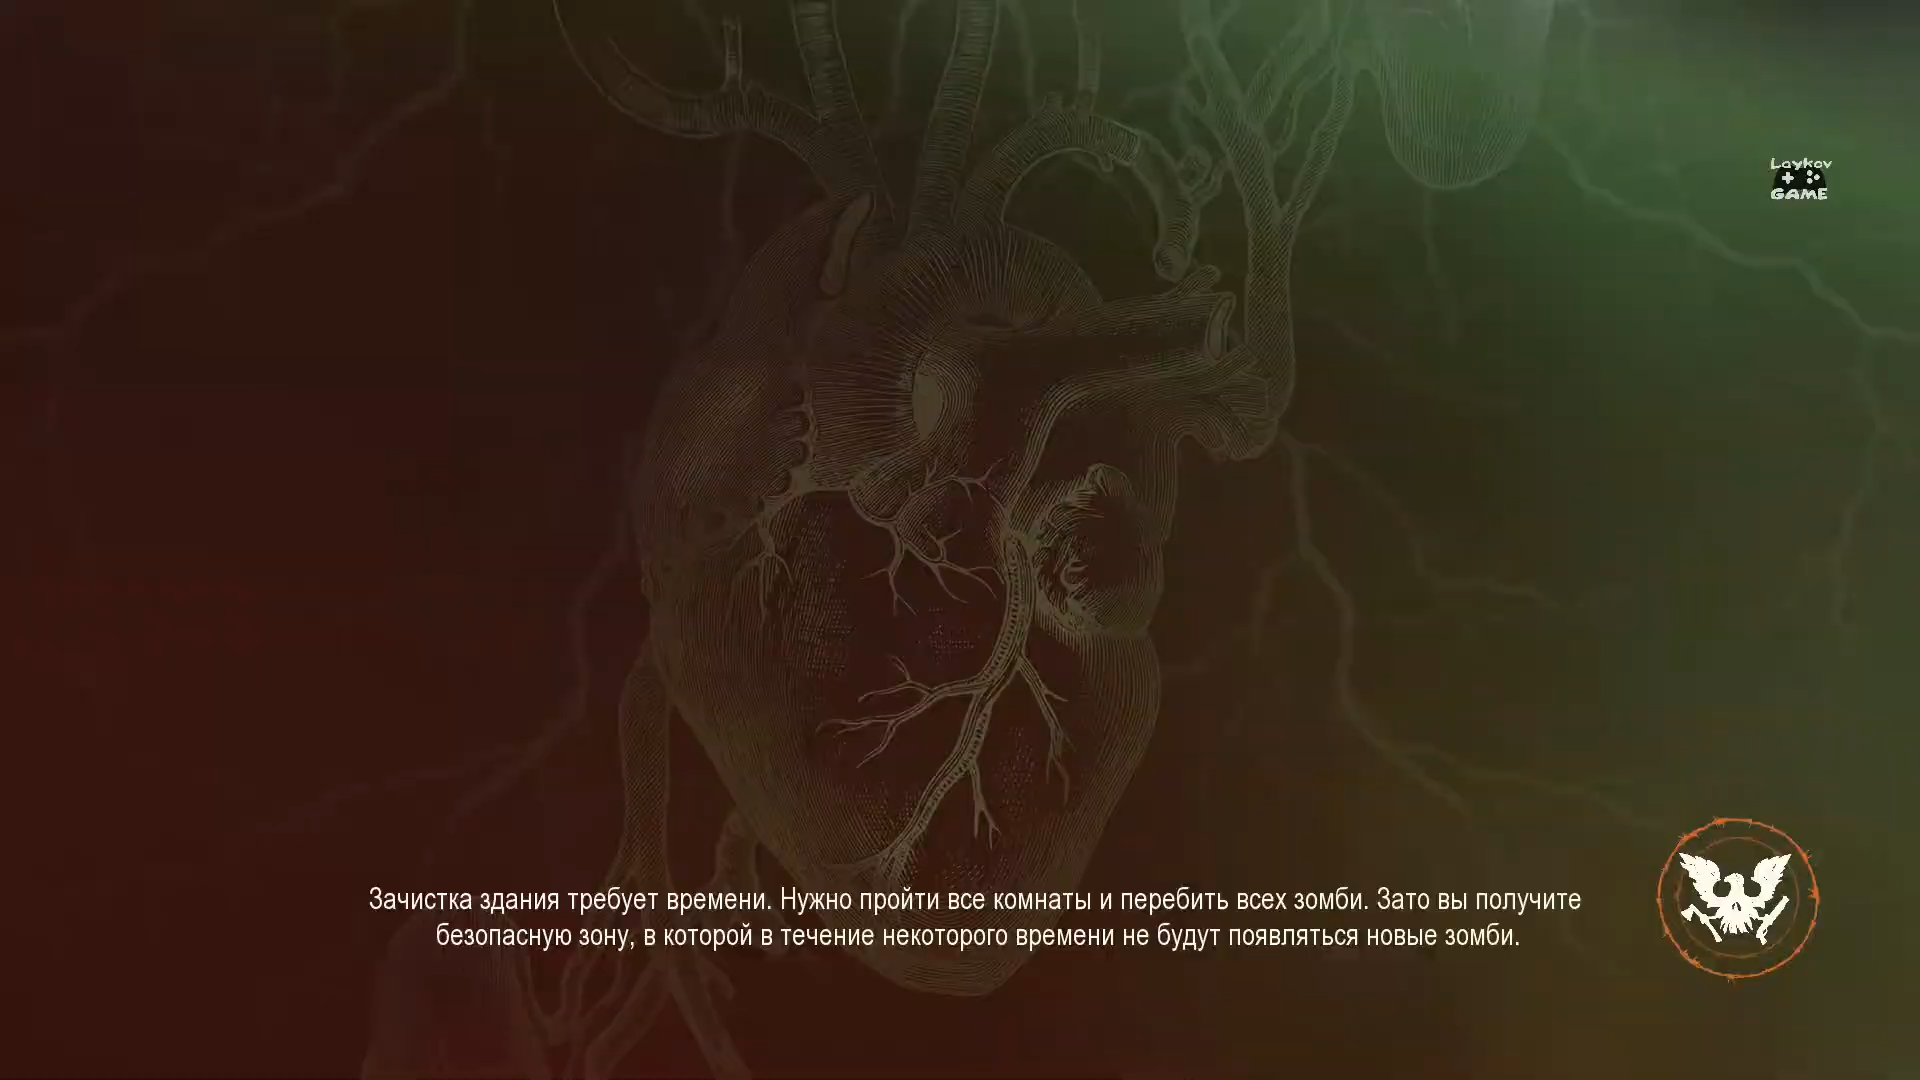 Laykov
GAME
Зачистка здания требует времени. Нужно пройти все комнаты и перебить всех зомби. Зато вы получите
безопасную зону, в которой в течение некоторого времени не будут появляться новые зомби.